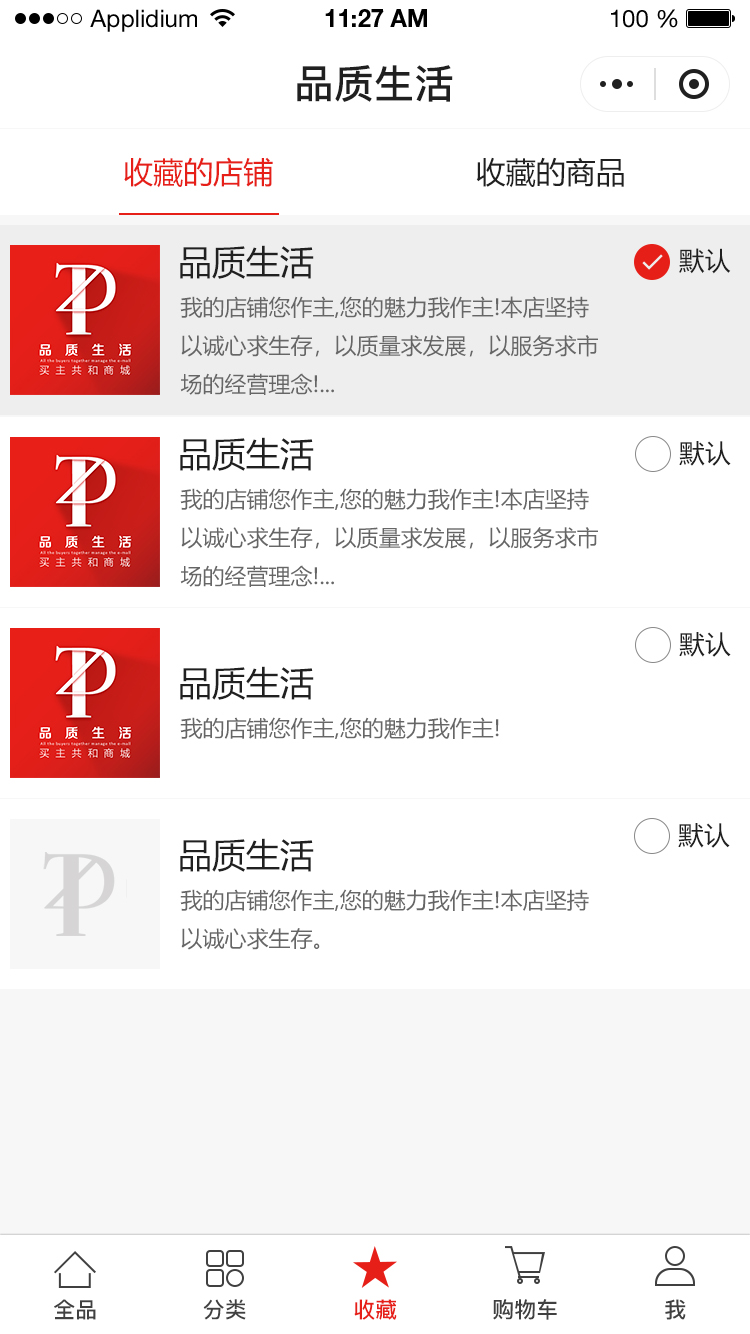 Applidium 11:27 AM 100 %
品质生活
收藏的店铺 收藏的商品
品质生活 默认
我的店铺您作主,您的魅力我作主!本店坚持
以诚心求生存，以质量求发展，以服务求市
场的经营理念!...
品质生活
All the buyers together manage the e-mall
买主共和商城
品质生活 默认
我的店铺您作主,您的魅力我作主!本店坚持
以诚心求生存，以质量求发展，以服务求市
场的经营理念!...
品质生活
All the buyers together manage the e-mall
买主共和商城
默认
品质生活
我的店铺您作主,您的魅力我作主!
品质生活
All the buyers together manage the e-mall
买主共和商城
默认
品质生活
我的店铺您作主,您的魅力我作主!本店坚持
以诚心求生存。
全品 分类 收藏 购物车 我